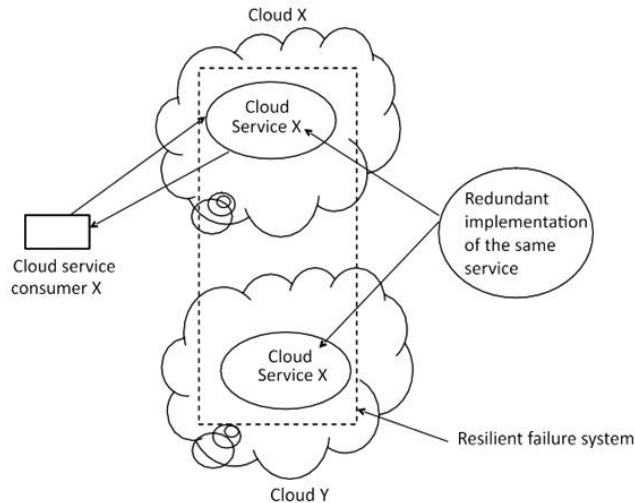 Cloud X
Cloud
Service X
Redundant
implementation
of the same
service
Cloud service
consumer X
Cloud
Service X
Resilient failure system
Cloud Y